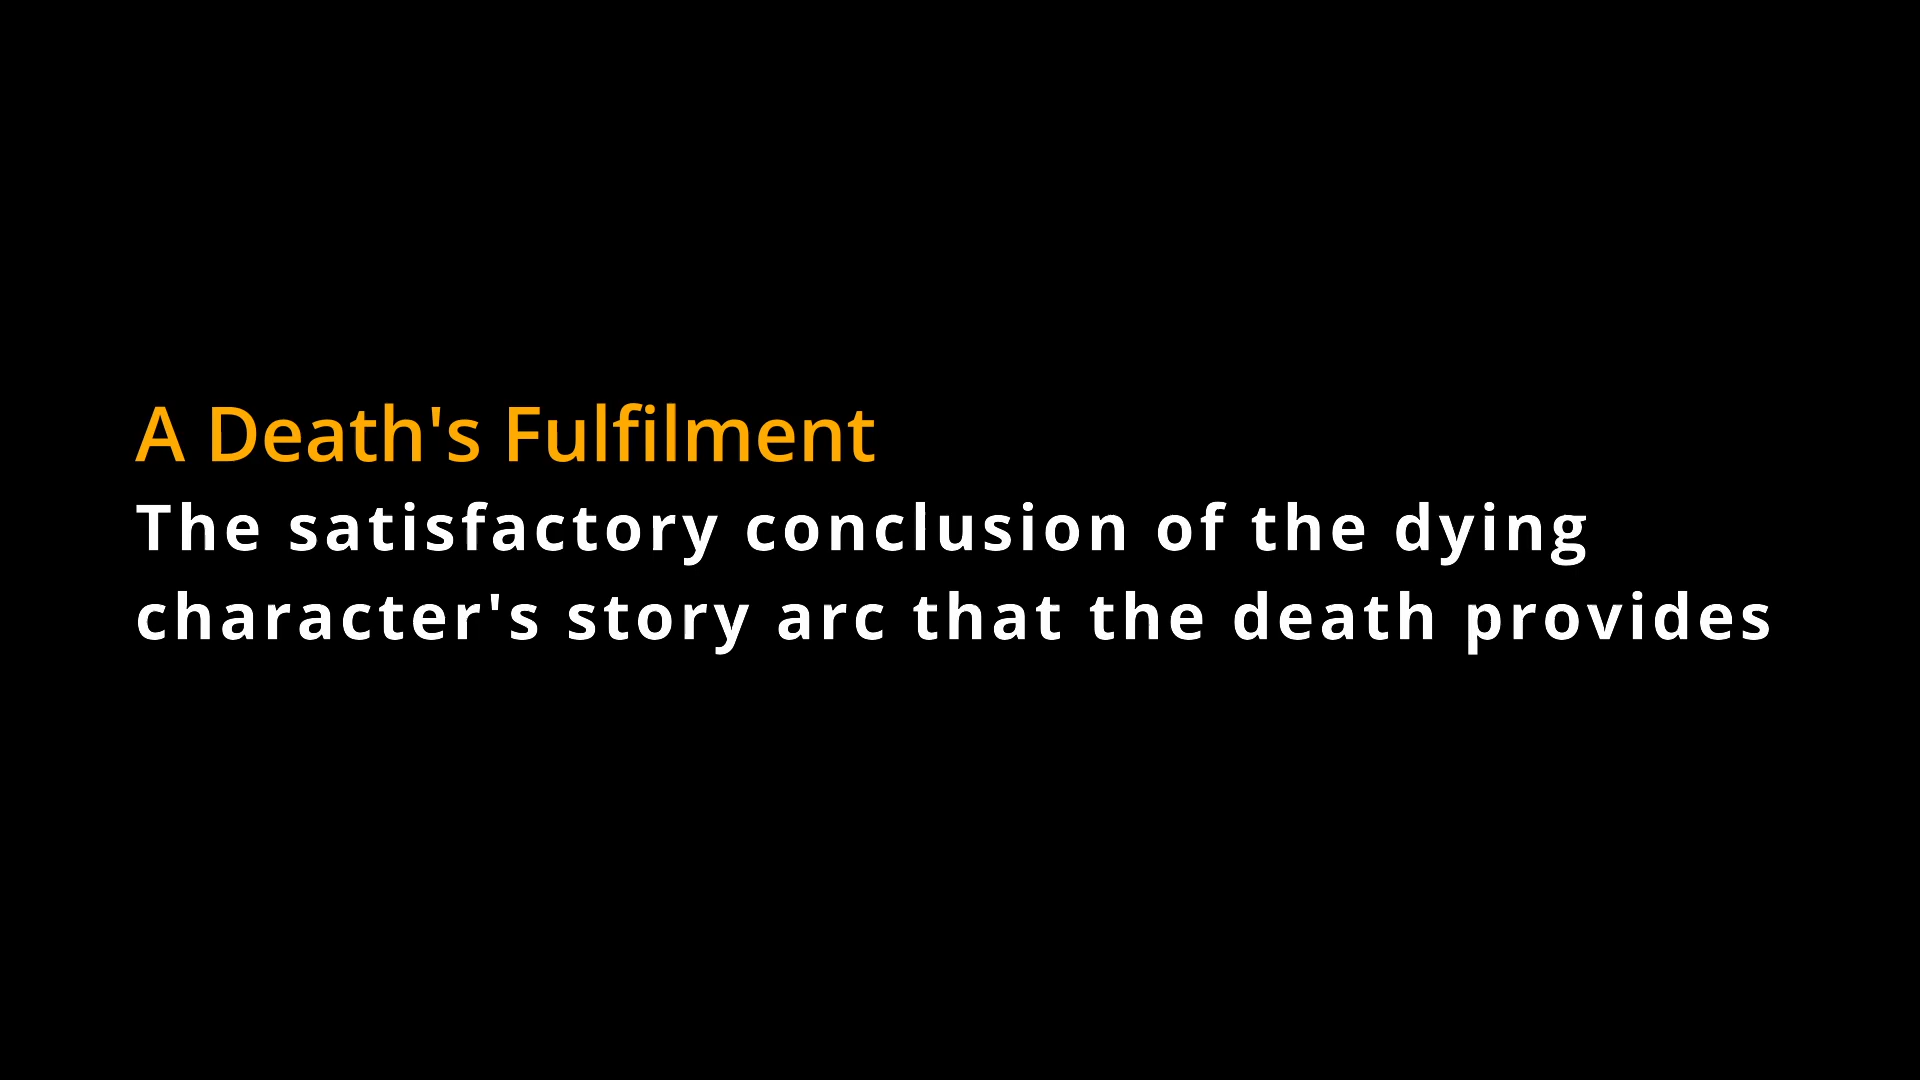 A Death's Fulfilment
The satisfactory conclusion of the dying
character's story arc that the death provides